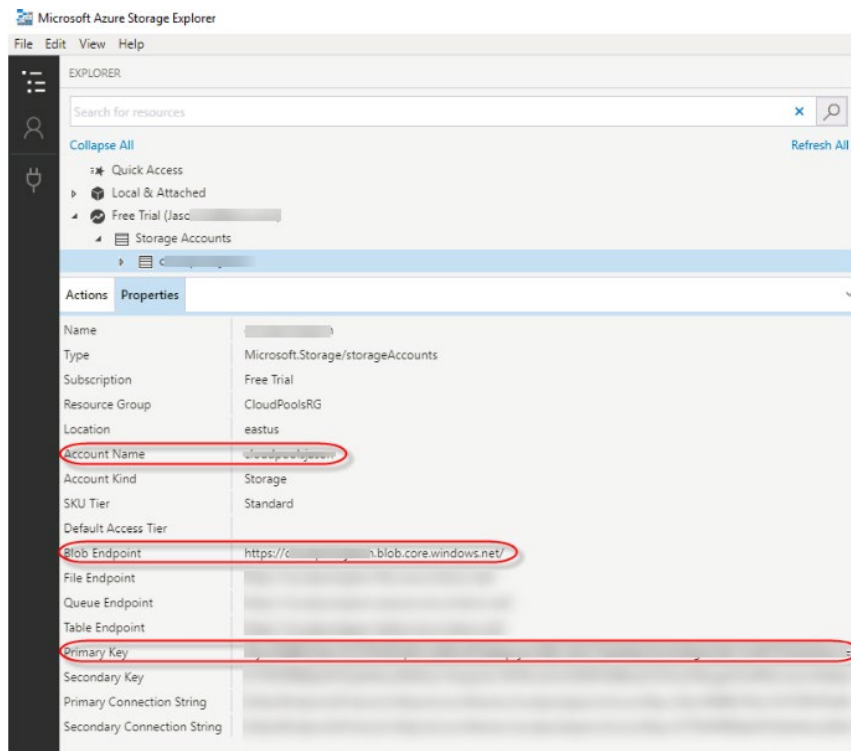 Microsoft Azure Storage Explorer
File Edit View Help
EXPLORER
Search for resources
Collapse All Refresh All
Quick Access
Local & Attached
Free Trial (Jaso
Storage Accounts
c
Actions Properties
Name
Type Microsoft.Storage/storageAccounts
Subscription Free Trial
Resource Group CloudPoolsRG
Location eastus
Account Name
Account Kind Storage
SKU Tier Standard
Default Access Tier
Blob Endpoint https://c n.blob.core.windows.net/
File Endpoint
Queue Endpoint
Table Endpoint
Primary Key
Secondary Key
Primary Connection String
Secondary Connection String